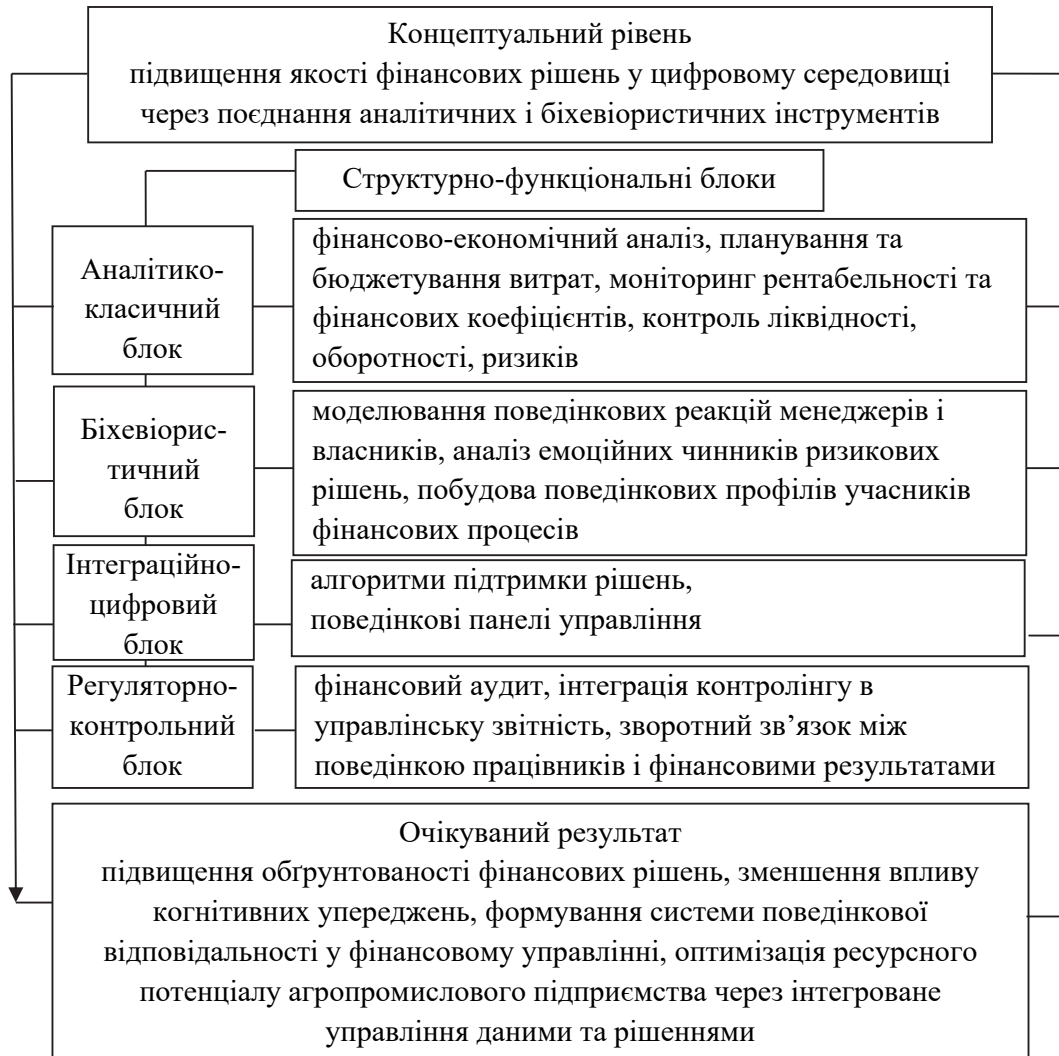 Концептуальний рівень
підвищення якості фінансових рішень у цифровому середовищі
через поєднання аналітичних і біхевіористичних інструментів
Структурно-функціональні блоки
Аналітико-
класичний
блок
фінансово-економічний аналіз, планування та
бюджетування витрат, моніторинг рентабельності та
фінансових коефіцієнтів, контроль ліквідності,
оборотності, ризиків
Біхевіорис-
тичний
блок
моделювання поведінкових реакцій менеджерів і
власників, аналіз емоційних чинників ризикових
рішень, побудова поведінкових профілів учасників
фінансових процесів
Інтеграційно-
цифровий
блок
алгоритми підтримки рішень,
поведінкові панелі управління
Регуляторно-
контрольний
блок
фінансовий аудит, інтеграція контролінгу в
управлінську звітність, зворотний зв’язок між
поведінкою працівників і фінансовими результатами
Очікуваний результат
підвищення обґрунтованості фінансових рішень, зменшення впливу
когнітивних упереджень, формування системи поведінкової
відповідальності у фінансовому управлінні, оптимізація ресурсного
потенціалу агропромислового підприємства через інтегроване
управління даними та рішеннями